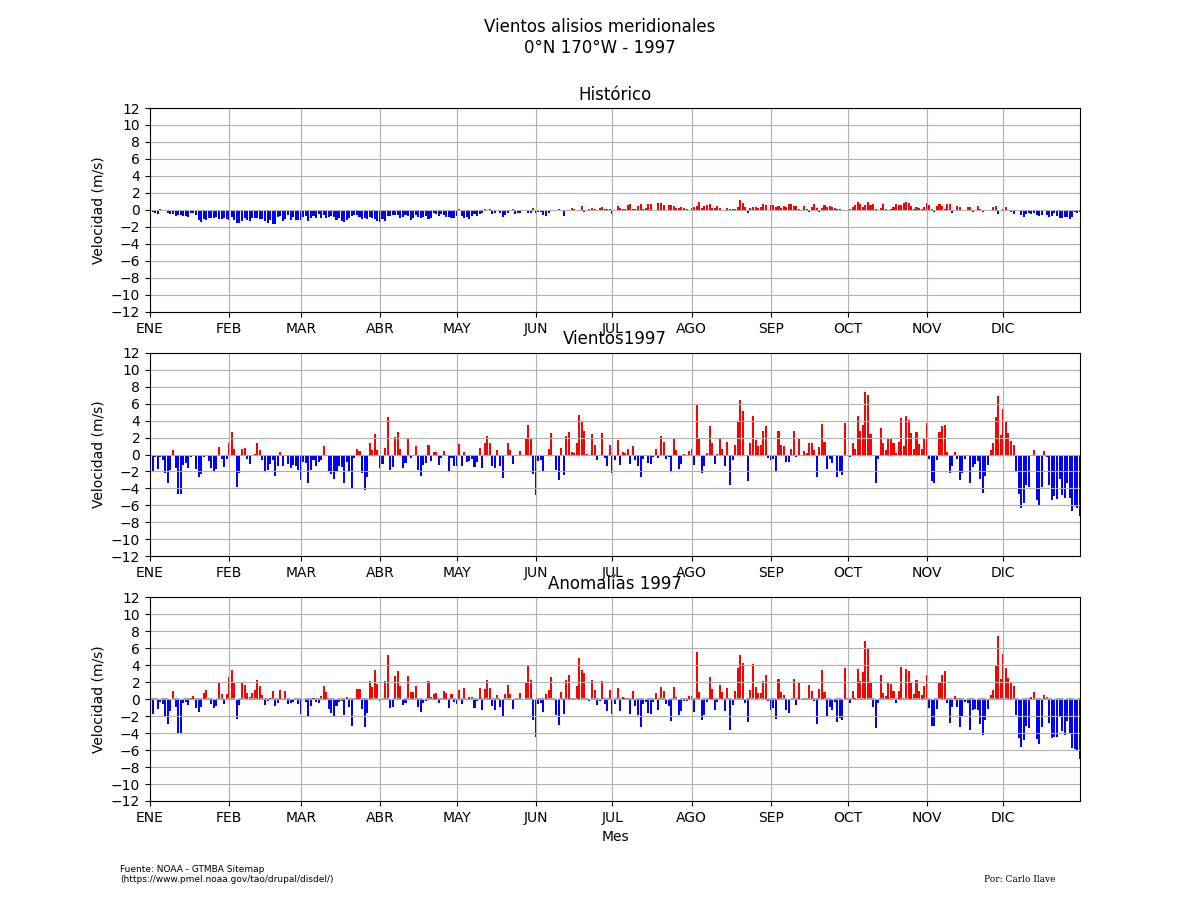 Vientos alisios meridionales
0°N 170°W - 1997
Histórico
12
10
8
6
4
2
0
−2
−4
−6
−8
−10
−12
Velocidad (m/s)
ENE FEB MAR ABR MAY JUN JUL AGO SEP OCT NOV DIC
Vientos1997
12
10
8
6
4
2
0
−2
−4
−6
−8
−10
−12
Velocidad (m/s)
ENE FEB MAR ABR MAY JUN JUL AGO SEP OCT NOV DIC
Anomalías 1997
12
10
8
6
4
2
0
−2
−4
−6
−8
−10
−12
Velocidad (m/s)
ENE FEB MAR ABR MAY JUN JUL AGO SEP OCT NOV DIC
Mes
Fuente: NOAA - GTMBA Sitemap
(https://www.pmel.noaa.gov/tao/drupal/disdel/)
Por: Carlo Ilave